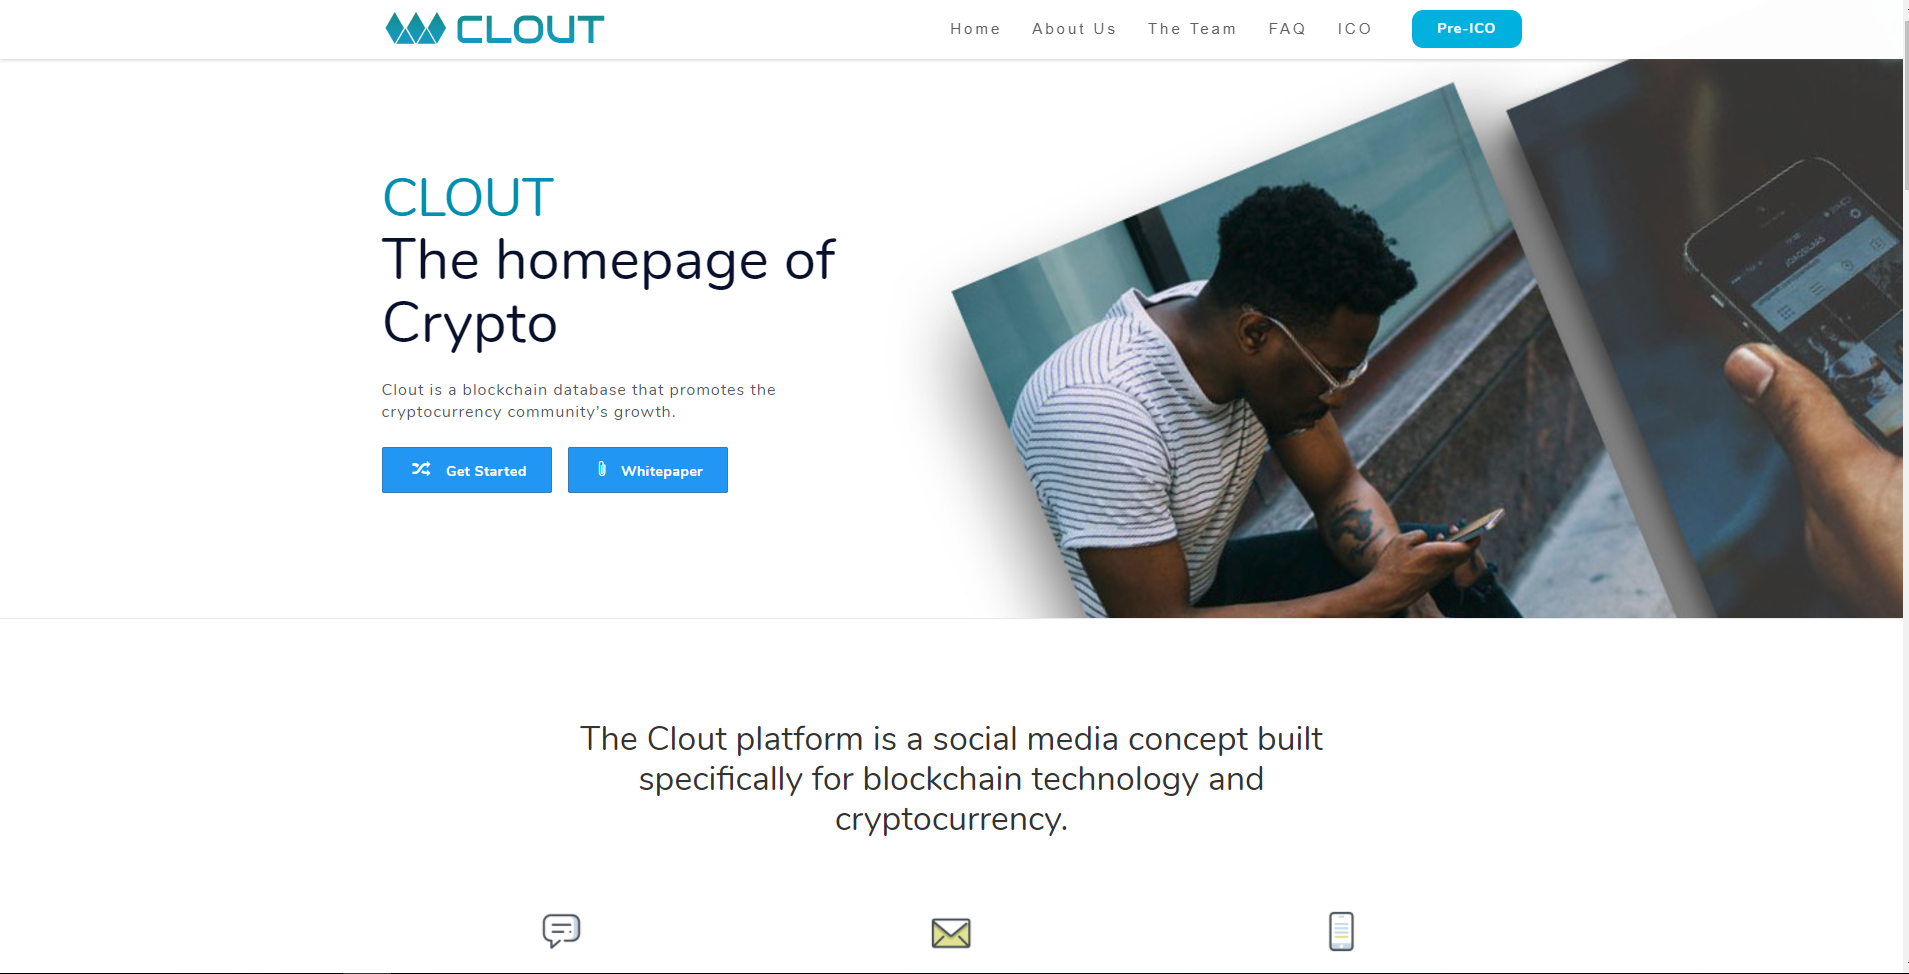 CLOUT
Home About Us The Team FAQ ICO Pre-ICO
CLOUT
The homepage of
Crypto
Clout is a blockchain database that promotes the
cryptocurrency community's growth.
Get Started Whitepaper
The Clout platform is a social media concept built
specifically for blockchain technology and
cryptocurrency.